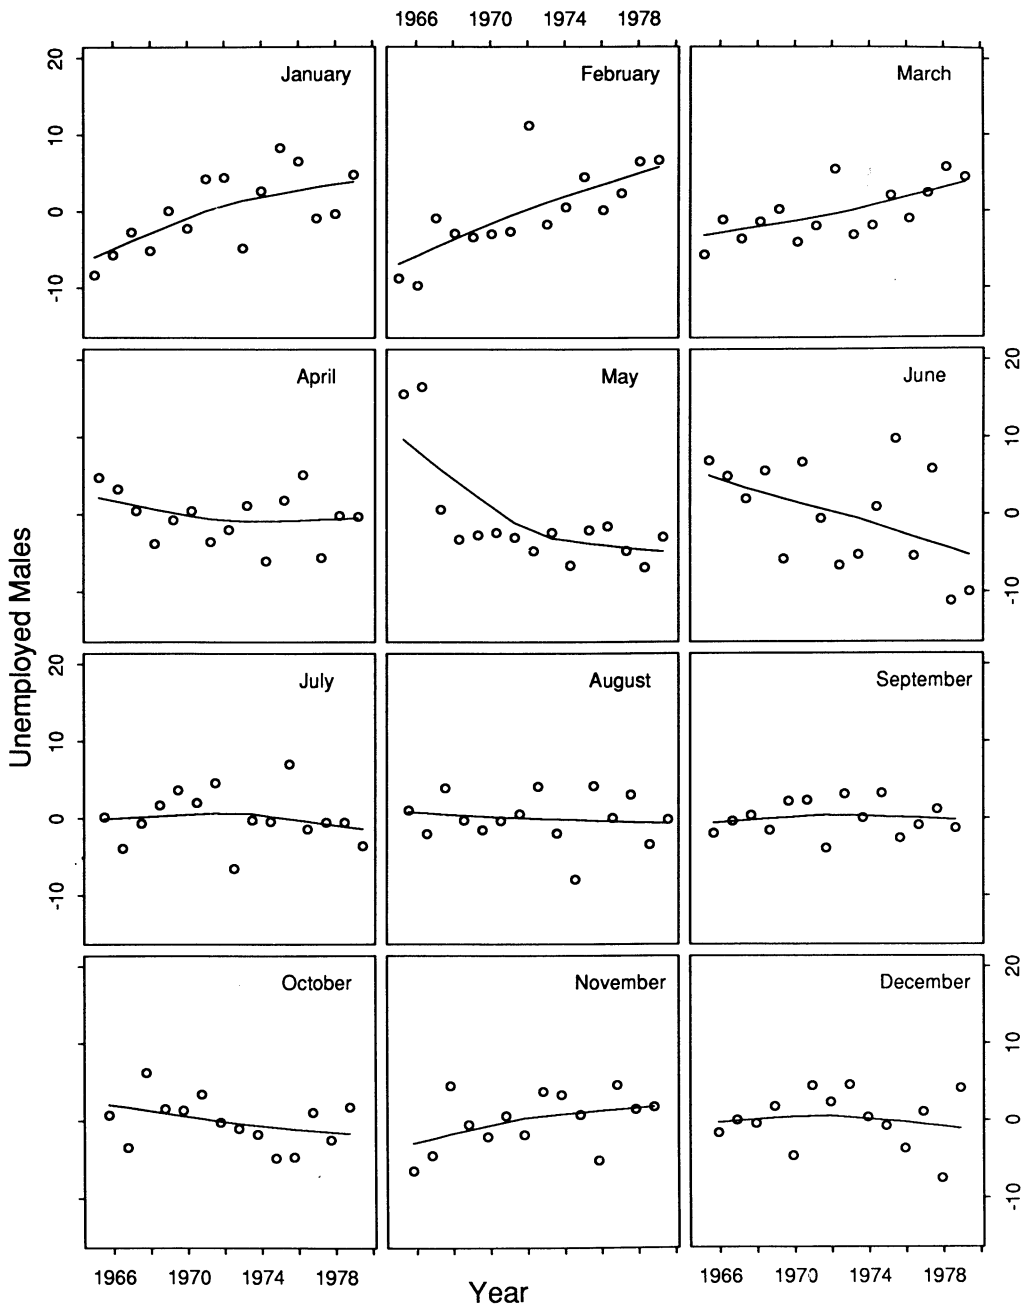 1966 1970 1974 1978
January
February
March
20
10
0
-10
April
May
June
20
10
0
-10
Unemployed Males
July
August
September
20
10
0
-10
October
November
December
20
10
0
-10
1966 1970 1974 1978
1966 1970 1974 1978
Year